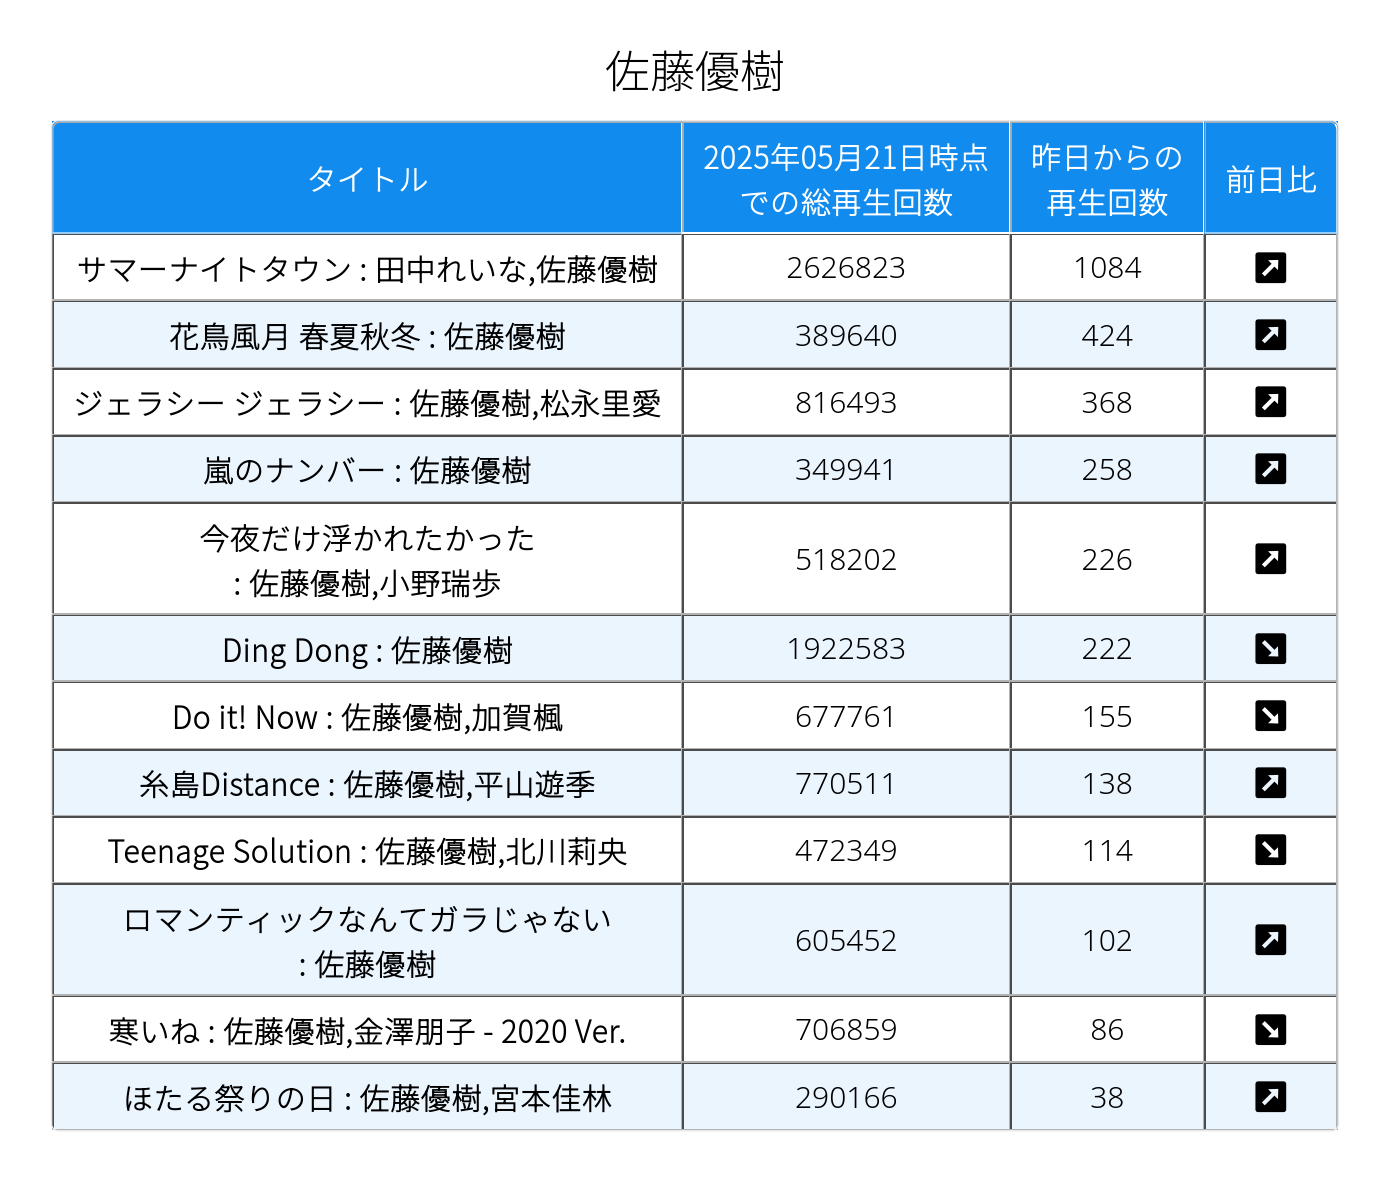 佐藤優樹
タイトル
2025年05月21日時点
での総再生回数
昨日からの
再生回数
前日比
サマーナイトタウン : 田中れいな,佐藤優樹 2626823 1084
花鳥風月 春夏秋冬 : 佐藤優樹 389640 424
ジェラシー ジェラシー : 佐藤優樹,松永里愛 816493 368
嵐のナンバー : 佐藤優樹 349941 258
今夜だけ浮かれたかった
: 佐藤優樹,小野瑞歩 518202 226
Ding Dong : 佐藤優樹 1922583 222
Do it! Now : 佐藤優樹,加賀楓 677761 155
糸島Distance : 佐藤優樹,平山遊季 770511 138
Teenage Solution : 佐藤優樹,北川莉央 472349 114
ロマンティックなんてガラじゃない
: 佐藤優樹 605452 102
寒いね : 佐藤優樹,金澤朋子 - 2020 Ver. 706859 86
ほたる祭りの日 : 佐藤優樹,宮本佳林 290166 38